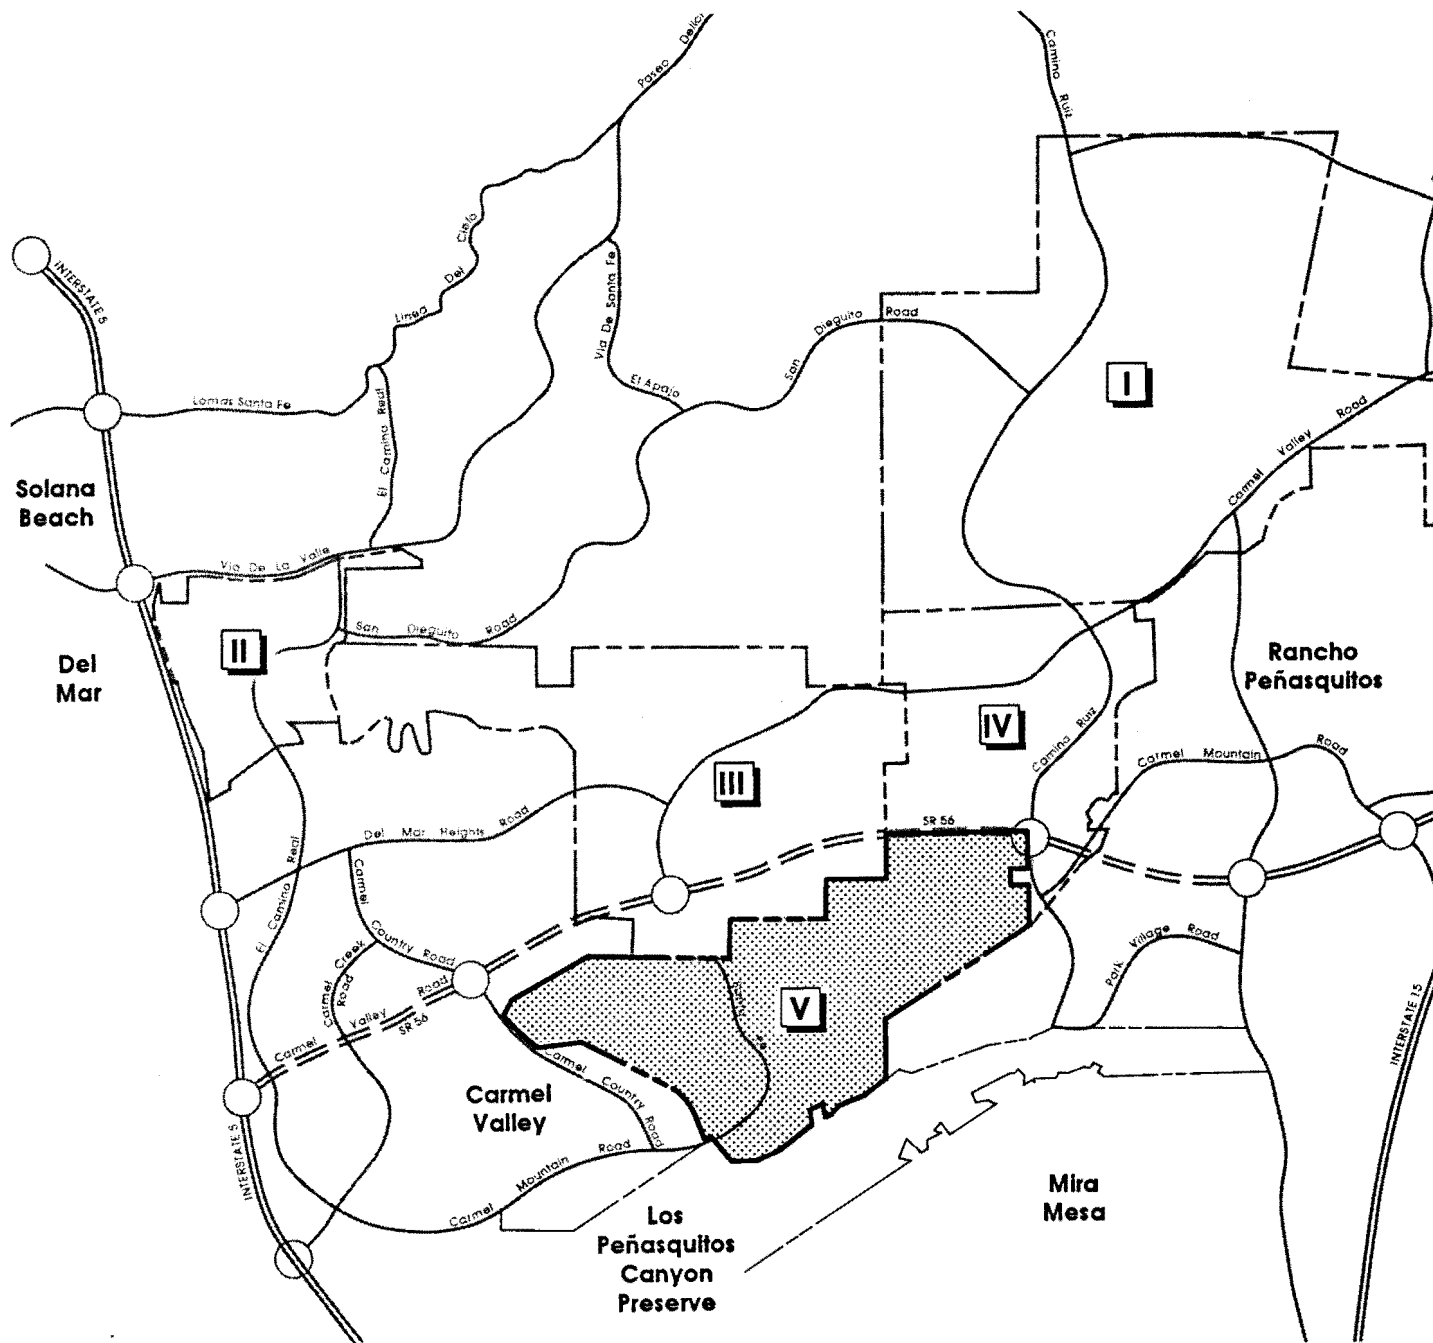 Paseo
Camino Ruiz
INTERSTATE 5
Linea Del Cielo
Via De Santa Fe
El Apajo
San Dieguito Road
I
Lomas Santa Fe
El Camino Real
Carmel Valley Road
Solana
Beach
Via De La Valle
San Dieguito Road
II
Del
Mar
Rancho
Peñasquitos
IV
Camino Ruiz
Carmel Mountain Road
III
SR 56
Del Mar Heights Road
El Camino Real
Carmel Country Road
Carmel Creek
Road
Carmel Valley Road
SR 56
Park Village Road
V
INTERSTATE 15
Carmel Country Road
Carmel
Valley
INTERSTATE 5
Carmel Mountain Road
Los
Peñasquitos
Canyon
Preserve
Mira
Mesa